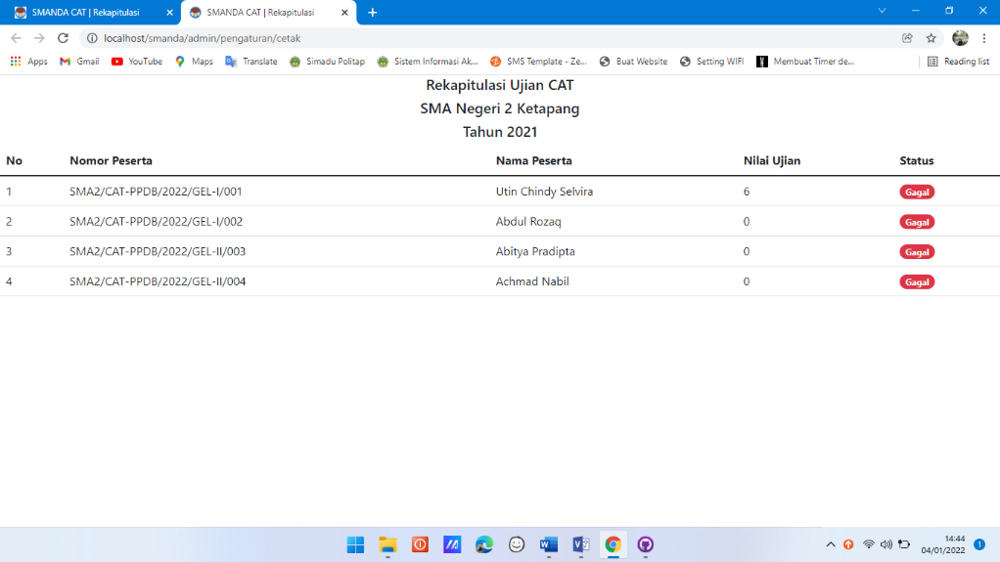 SMANDA CAT | Rekapitulasi
SMANDA CAT | Rekapitulasi
localhost/smanda/admin/pengaturan/cetak
Apps Gmail YouTube Maps Translate Simadu Politap Sistem Informasi Ak... SMS Template - Ze... Buat Website Setting WIFI Membuat Timer de... Reading list
Rekapitulasi Ujian CAT
SMA Negeri 2 Ketapang
Tahun 2021
No Nomor Peserta Nama Peserta Nilai Ujian Status
1 SMA2/CAT-PPDB/2022/GEL-I/001 Utin Chindy Selvira 6 Gagal
2 SMA2/CAT-PPDB/2022/GEL-I/002 Abdul Rozaq 0 Gagal
3 SMA2/CAT-PPDB/2022/GEL-II/003 Abitya Pradipta 0 Gagal
4 SMA2/CAT-PPDB/2022/GEL-II/004 Achmad Nabil 0 Gagal
14:44
04/01/2022
1